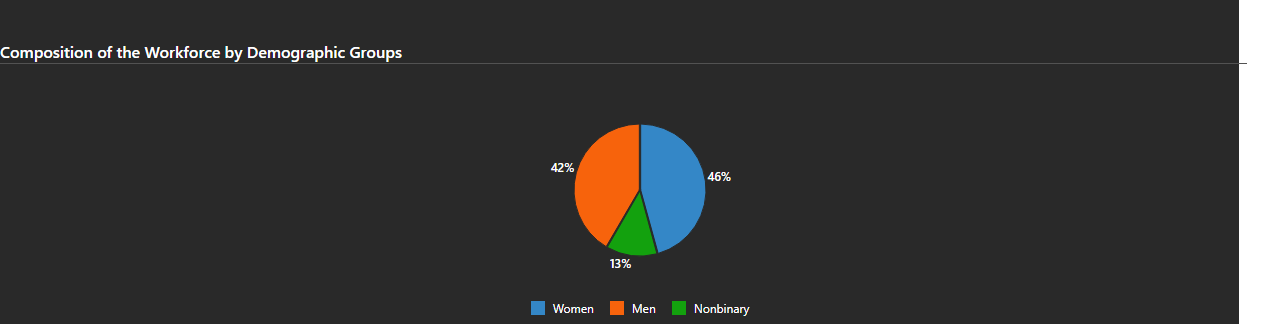 Composition of the Workforce by Demographic Groups
42%
46%
13%
Women Men Nonbinary